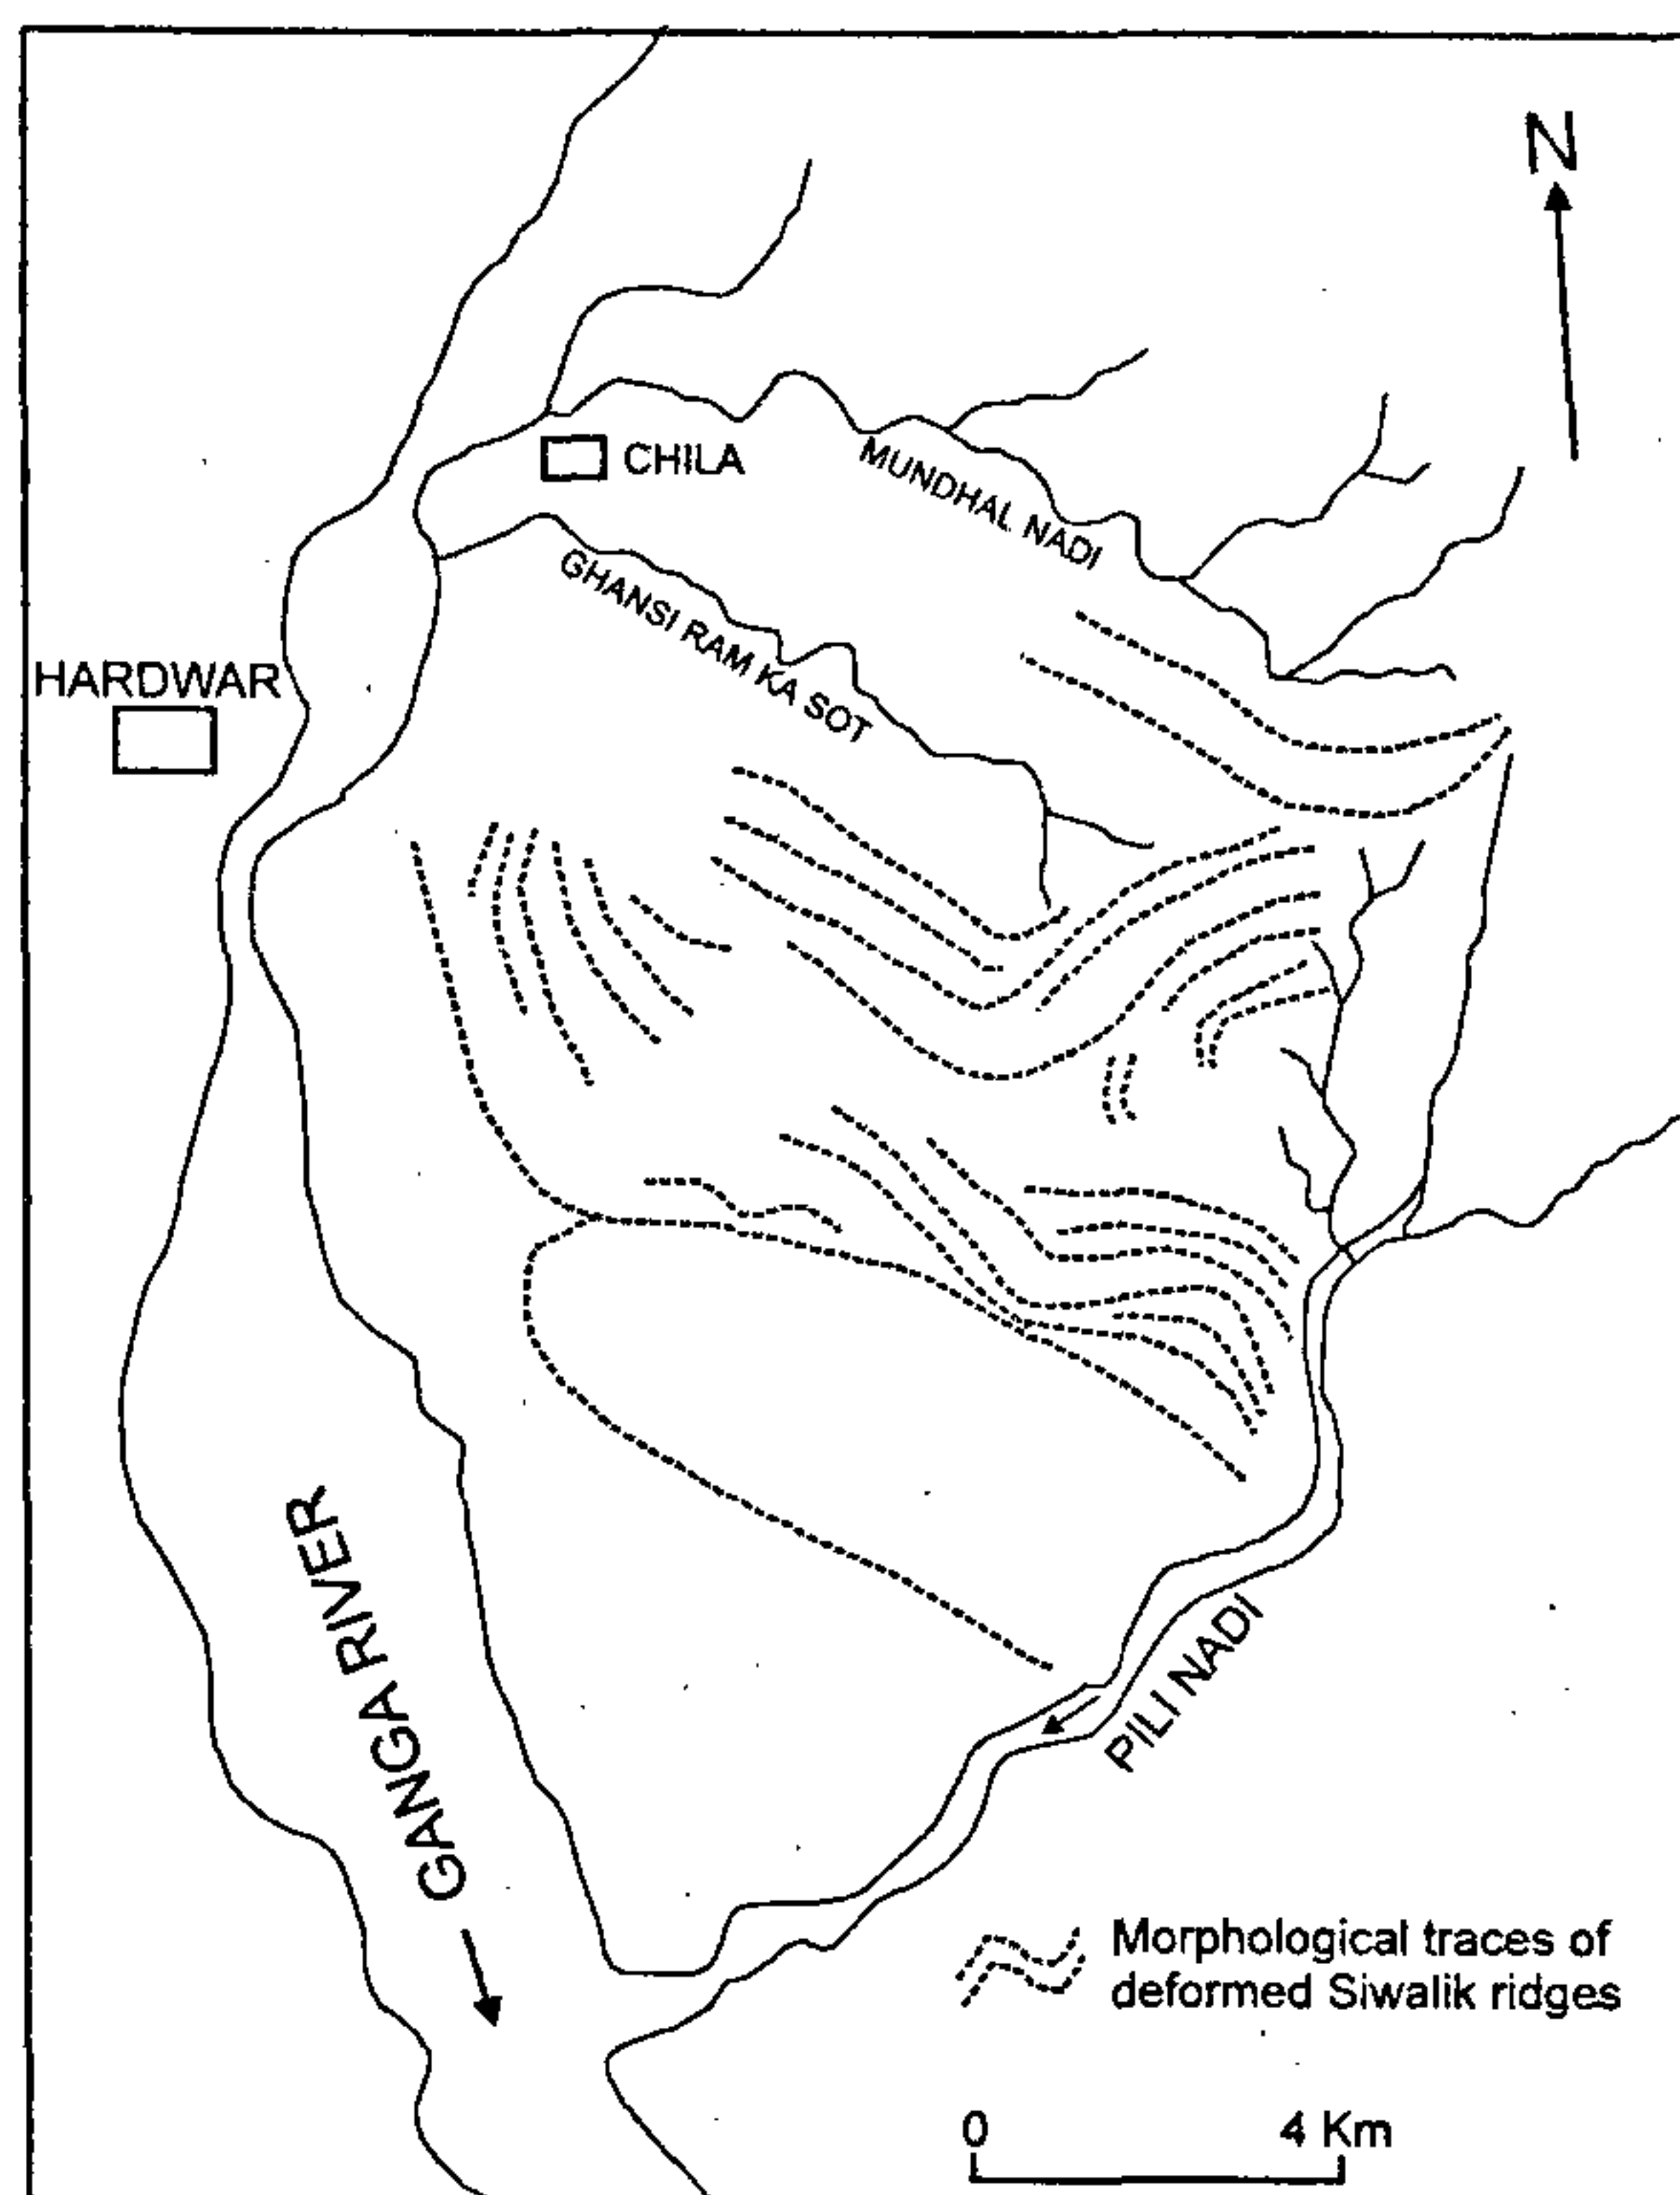 N
CHILA
MUNDHAL NADI
GHANSI RAM KA SOT
HARDWAR
GANGA RIVER
PILI NADI
Morphological traces of
deformed Siwalik ridges
0 4 Km